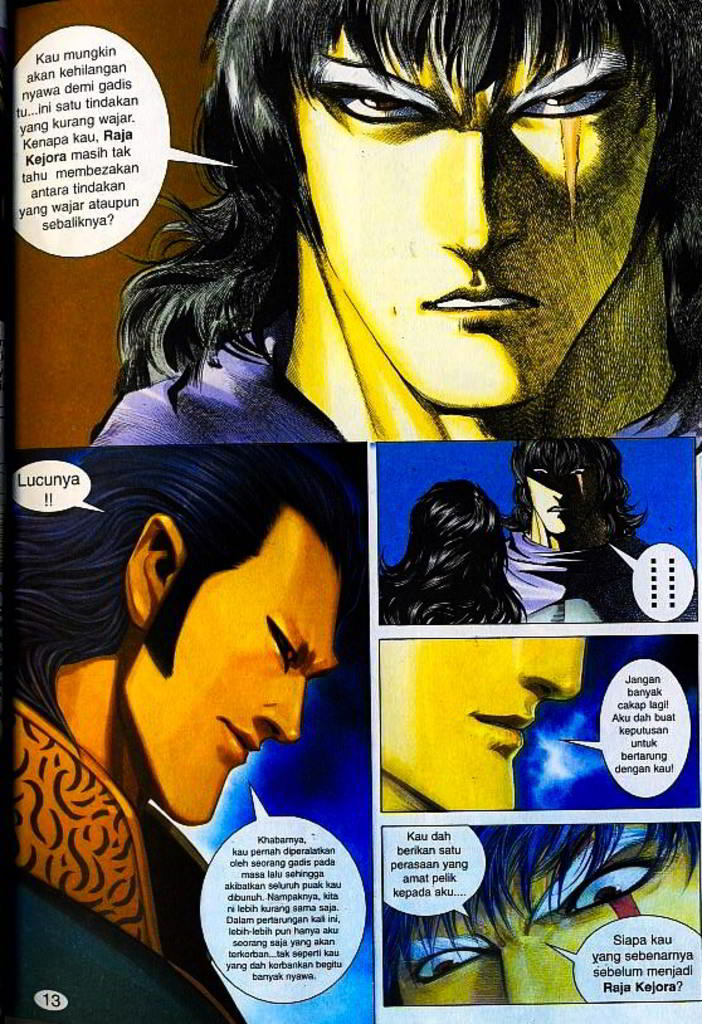 Kau mungkin
akan kehilangan
nyawa demi gadis
tu...ini satu tindakan
yang kurang wajar.
Kenapa kau, Raja
Kejora masih tak
tahu membezakan
antara tindakan
yang wajar ataupun
sebaliknya?
Lucunya
!!
Khabarnya,
kau pernah diperalatkan
oleh seorang gadis pada
masa lalu sehingga
akibatkan seluruh puak kau
dibunuh. Nampaknya, kita
ni lebih kurang sama saja.
Dalam pertarungan kali ini,
lebih-lebih pun hanya aku
seorang saja yang akan
terkorban...tak seperti kau
yang dah korbankan begitu
banyak nyawa.
Jangan
banyak
cakap lagi!
Aku dah buat
keputusan
untuk
bertarung
dengan kau!
Kau dah
berikan satu
perasaan yang
amat pelik
kepada aku....
Siapa kau
yang sebenarnya
sebelum menjadi
Raja Kejora?
13